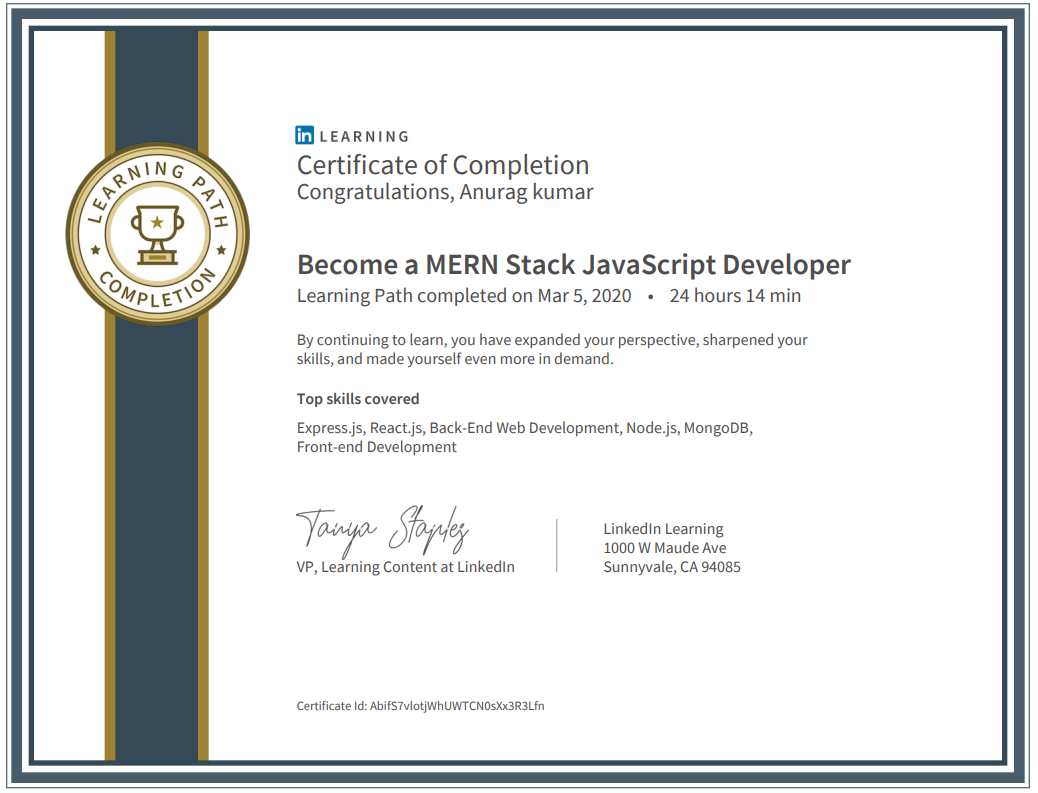 LEARNING PATH
COMPLETION
in LEARNING
Certificate of Completion
Congratulations, Anurag kumar
Become a MERN Stack JavaScript Developer
Learning Path completed on Mar 5, 2020 • 24 hours 14 min
By continuing to learn, you have expanded your perspective, sharpened your
skills, and made yourself even more in demand.
Top skills covered
Express.js, React.js, Back-End Web Development, Node.js, MongoDB,
Front-end Development
Tanya Staples
VP, Learning Content at LinkedIn
LinkedIn Learning
1000 W Maude Ave
Sunnyvale, CA 94085
Certificate Id: AbifS7vlotjWhUWTCN0sXx3R3Lfn